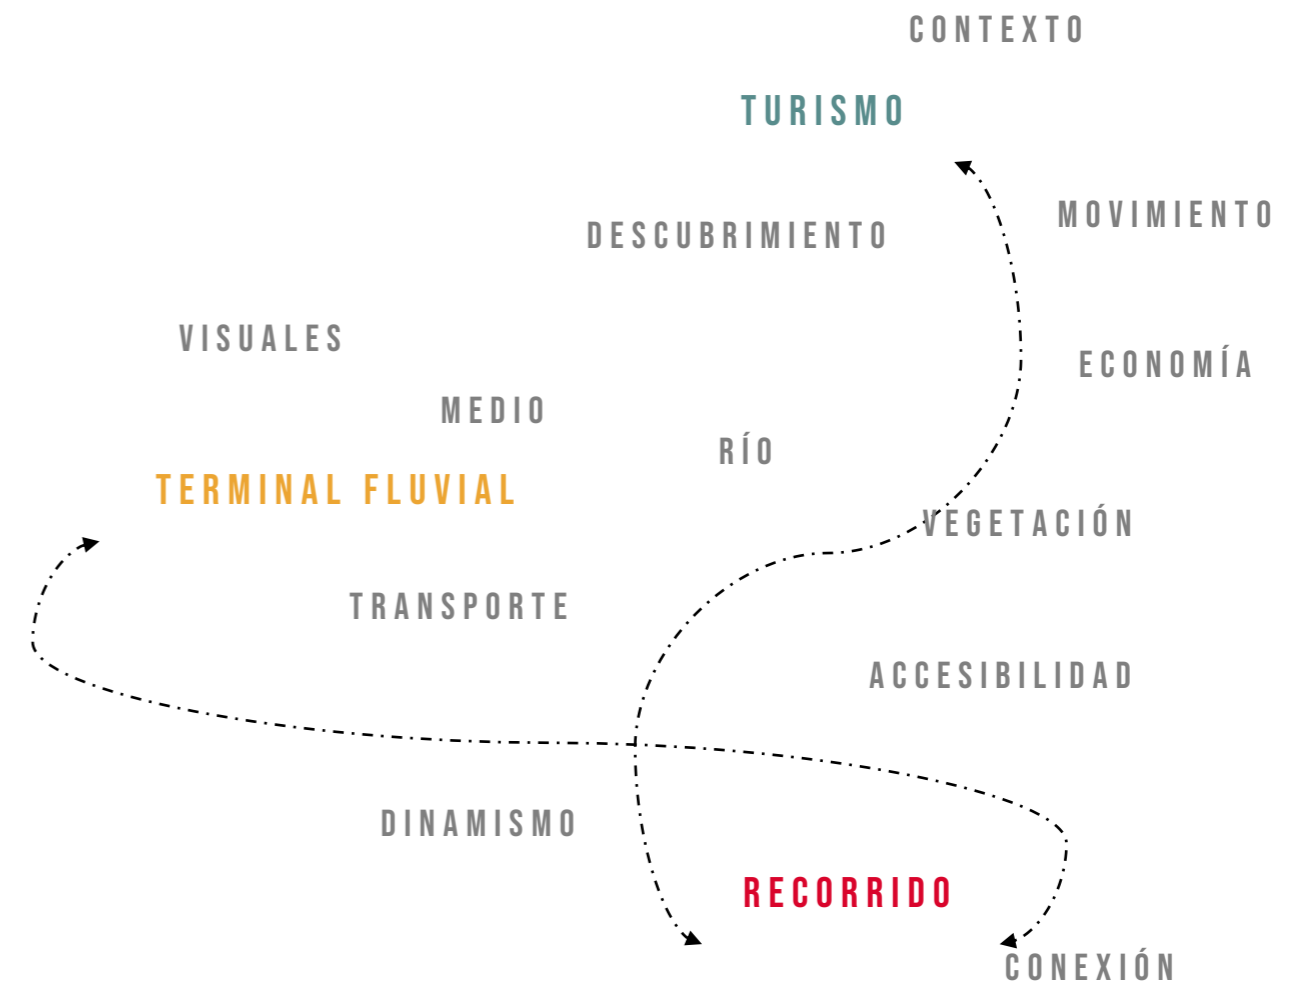 CONTEXTO
TURISMO
MOVIMIENTO
DESCUBRIMIENTO
VISUALES
ECONOMÍA
MEDIO
RÍO
TERMINAL FLUVIAL
VEGETACIÓN
TRANSPORTE
ACCESIBILIDAD
DINAMISMO
RECORRIDO
CONEXIÓN